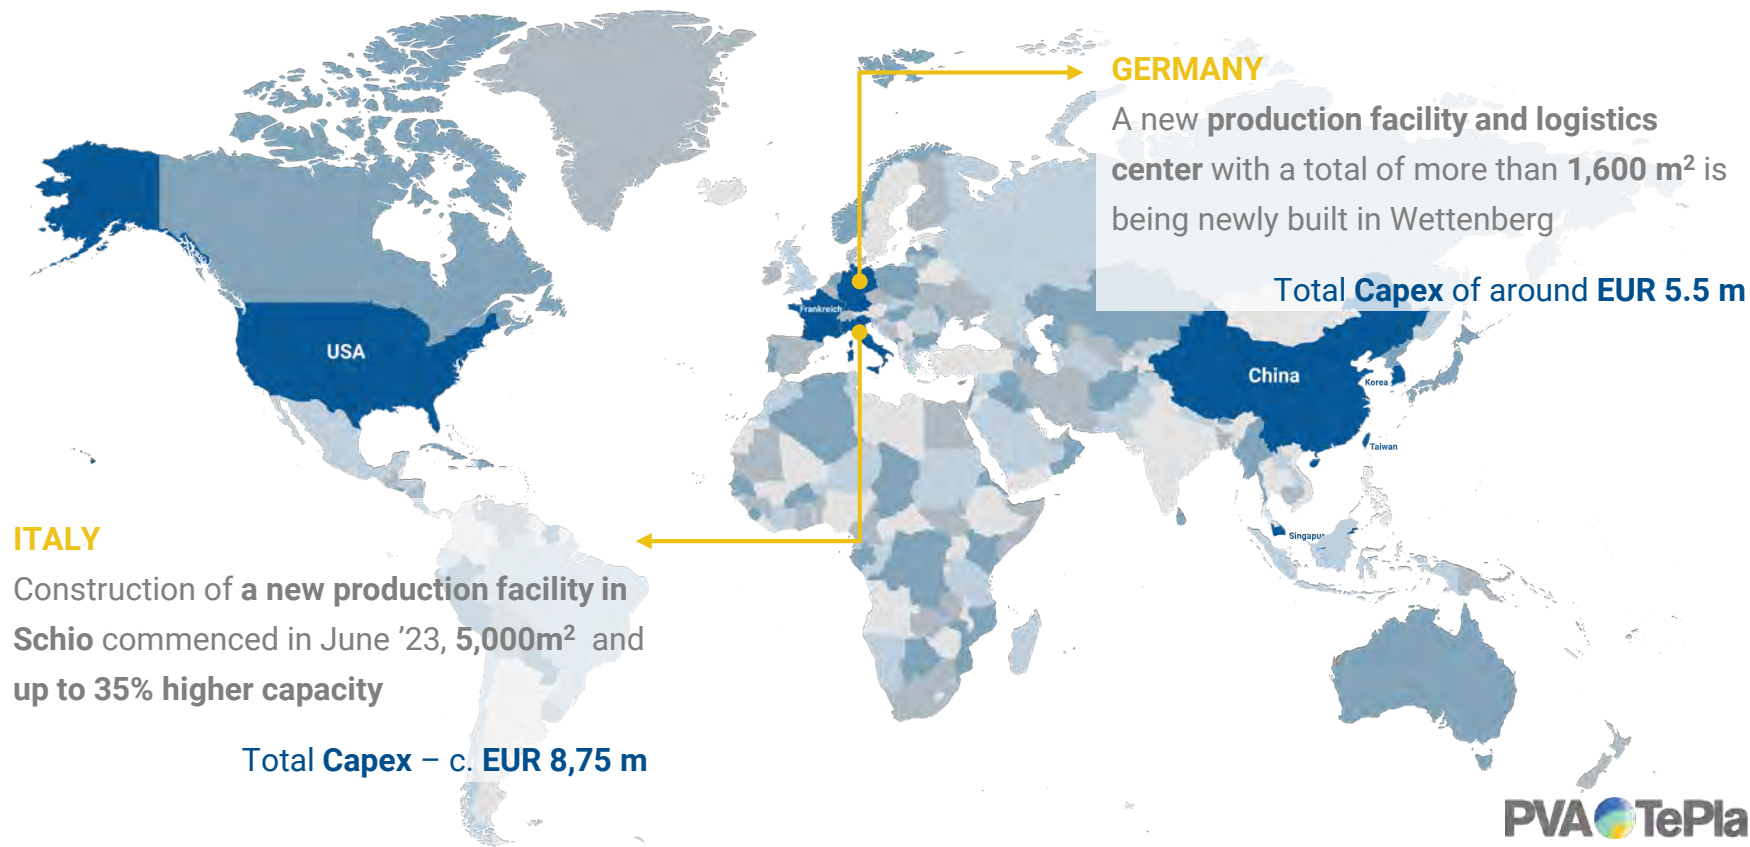 GERMANY
A new production facility and logistics
center with a total of more than 1,600 m² is
being newly built in Wettenberg
Total Capex of around EUR 5.5 m
Frankreich
USA
China
Korea
Taiwan
Singapur
ITALY
Construction of a new production facility in
Schio commenced in June ’23, 5,000m² and
up to 35% higher capacity
Total Capex – c. EUR 8,75 m
PVA TePla